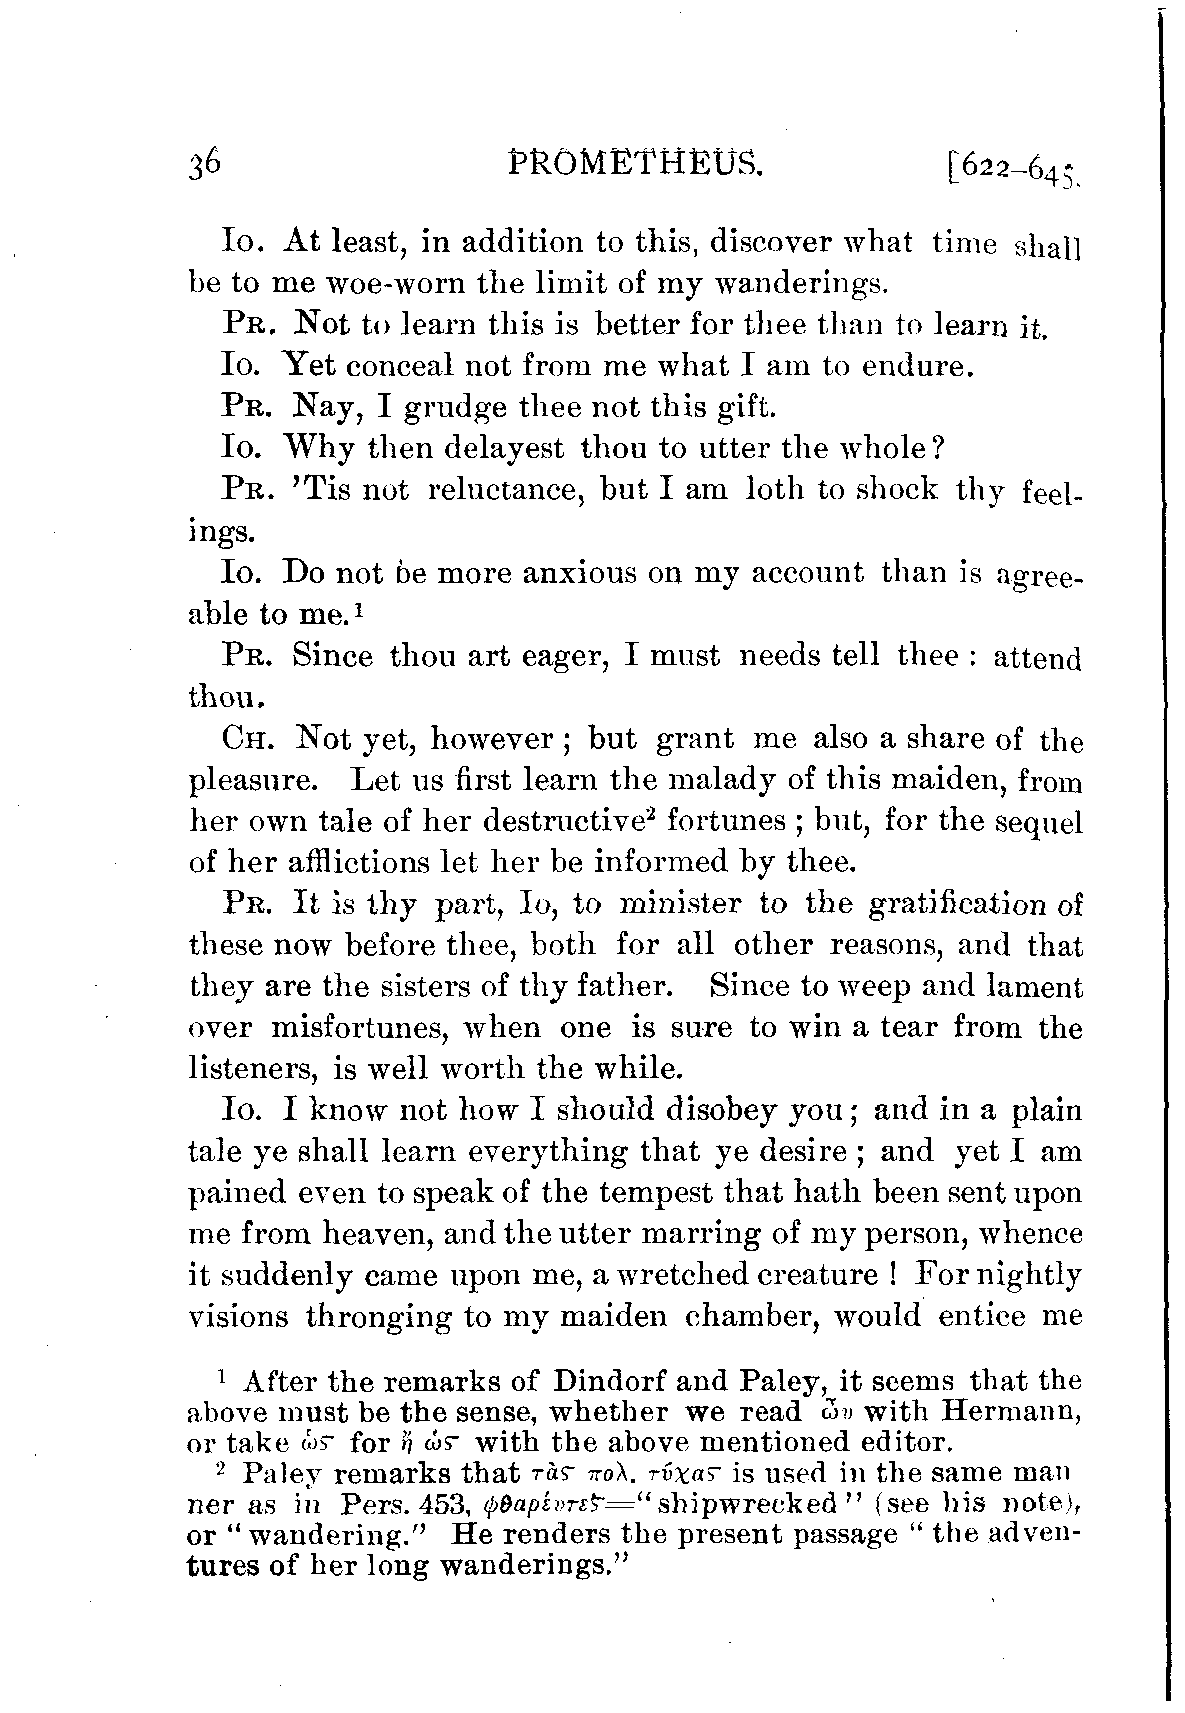 36 PROMETHEUS. [622–645.
Io. At least, in addition to this, discover what time shall
be to me woe-worn the limit of my wanderings.
PR. Not to learn this is better for thee than to learn it.
Io. Yet conceal not from me what I am to endure.
PR. Nay, I grudge thee not this gift.
Io. Why then delayest thou to utter the whole?
PR. 'Tis not reluctance, but I am loth to shock thy feel-
ings.
Io. Do not be more anxious on my account than is agree-
able to me.¹
PR. Since thou art eager, I must needs tell thee : attend
thou.
CH. Not yet, however ; but grant me also a share of the
pleasure. Let us first learn the malady of this maiden, from
her own tale of her destructive² fortunes ; but, for the sequel
of her afflictions let her be informed by thee.
PR. It is thy part, Io, to minister to the gratification of
these now before thee, both for all other reasons, and that
they are the sisters of thy father. Since to weep and lament
over misfortunes, when one is sure to win a tear from the
listeners, is well worth the while.
Io. I know not how I should disobey you ; and in a plain
tale ye shall learn everything that ye desire ; and yet I am
pained even to speak of the tempest that hath been sent upon
me from heaven, and the utter marring of my person, whence
it suddenly came upon me, a wretched creature ! For nightly
visions thronging to my maiden chamber, would entice me
¹ After the remarks of Dindorf and Paley, it seems that the
above must be the sense, whether we read ὧν with Hermann,
or take ὡς for ἢ ὡς with the above mentioned editor.
² Paley remarks that τὰς πολ. τύχας is used in the same man
ner as in Pers. 453, φθαρέντες="shipwrecked" (see his note),
or "wandering." He renders the present passage "the adven-
tures of her long wanderings."